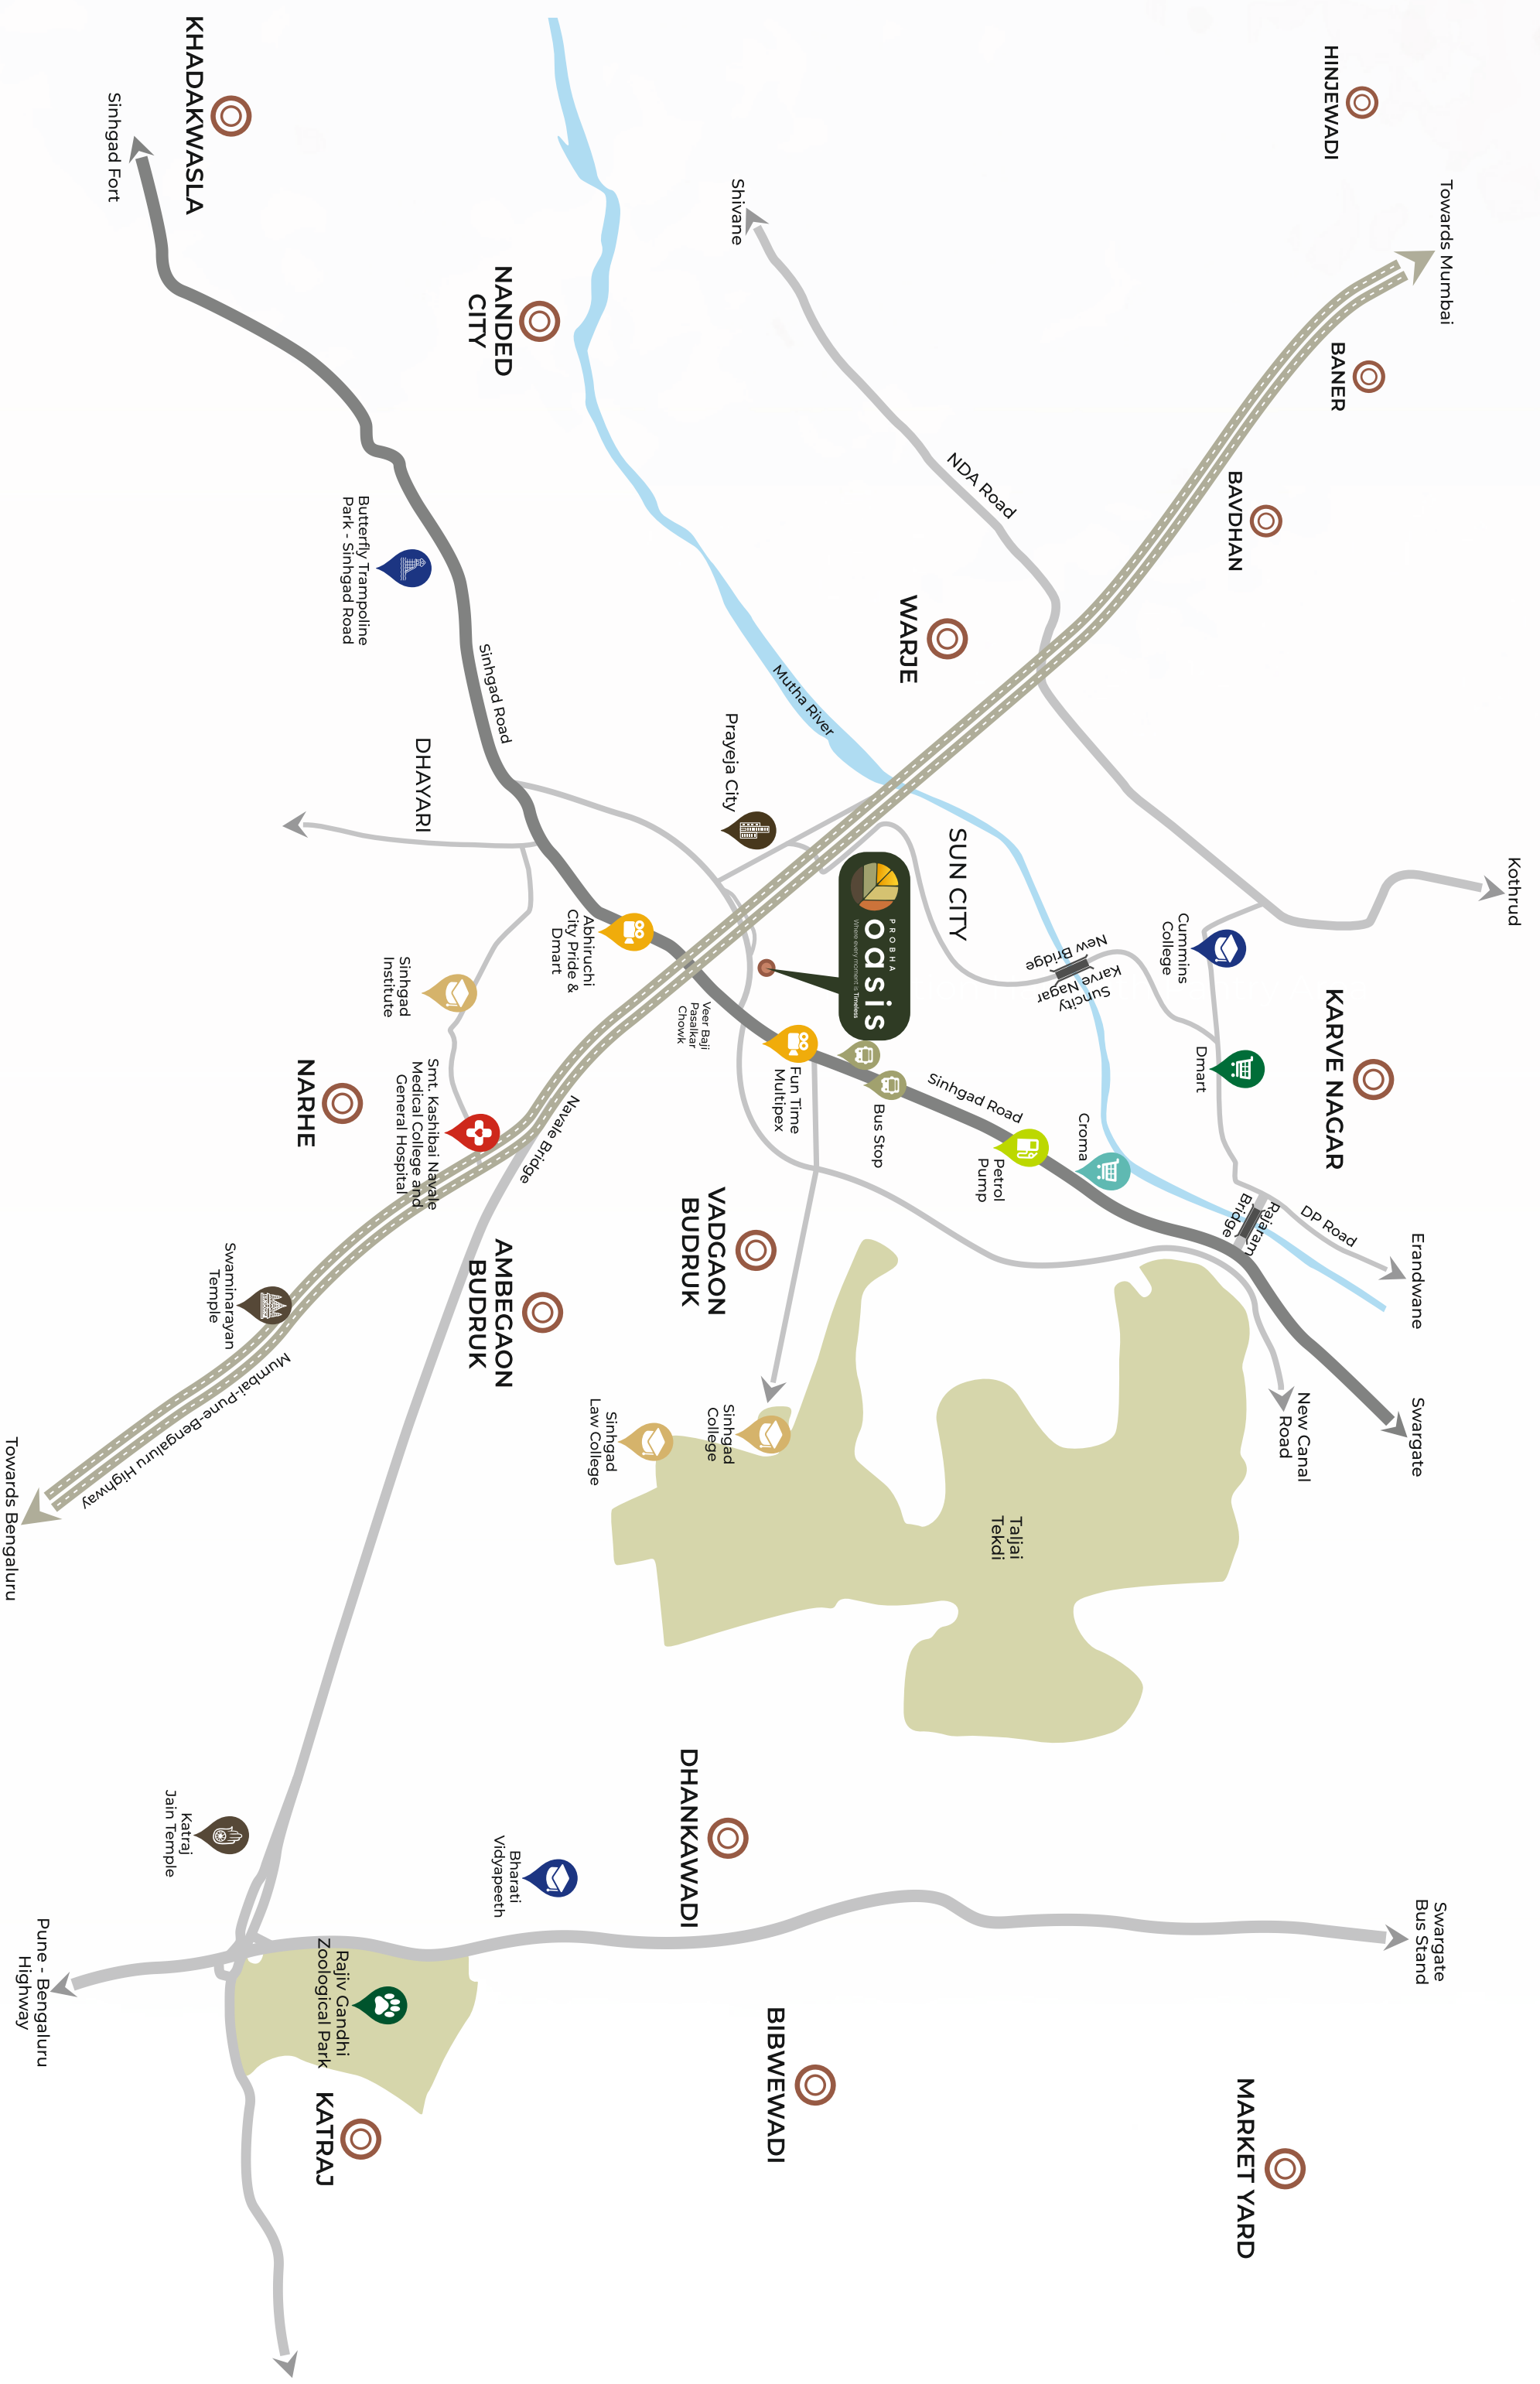 HINJEWADI
Towards Mumbai
BANER
BAVDHAN
Kothrud
KARVE NAGAR
Cummins
College
Dmart
DP Road
Erandwane
Swargate
New Canal
Road
Swargate
Bus Stand
MARKET YARD
Rajaram
Bridge
Shivane
NDA Road
WARJE
SUN CITY
New Bridge
Suncity
Karve Nagar
Croma
Sinhgad Road
Petrol
Pump
Taljai
Tekdi
PROBHA
oasis
Where every moment is Timeless
Bus Stop
Fun Time
Multipex
Mutha River
Prayeja City
Veer Baji
Pasalkar
Chowk
VADGAON
BUDRUK
Sinhgad
College
DHANKAWADI
BIBWEWADI
NANDED
CITY
Sinhgad Road
Abhiruchi
City Pride &
Dmart
Navale Bridge
AMBEGAON
BUDRUK
Sinhgad
Law College
Bharati
Vidyapeeth
Butterfly Trampoline
Park - Sinhgad Road
DHAYARI
Sinhgad
Institute
Smt. Kashibai Navale
Medical College and
General Hospital
NARHE
Rajiv Gandhi
Zoological Park
KATRAJ
KHADAKWASLA
Sinhgad Fort
Swaminarayan
Temple
Mumbai-Pune-Bengaluru Highway
Katraj
Jain Temple
Towards Bengaluru
Pune - Bengaluru
Highway